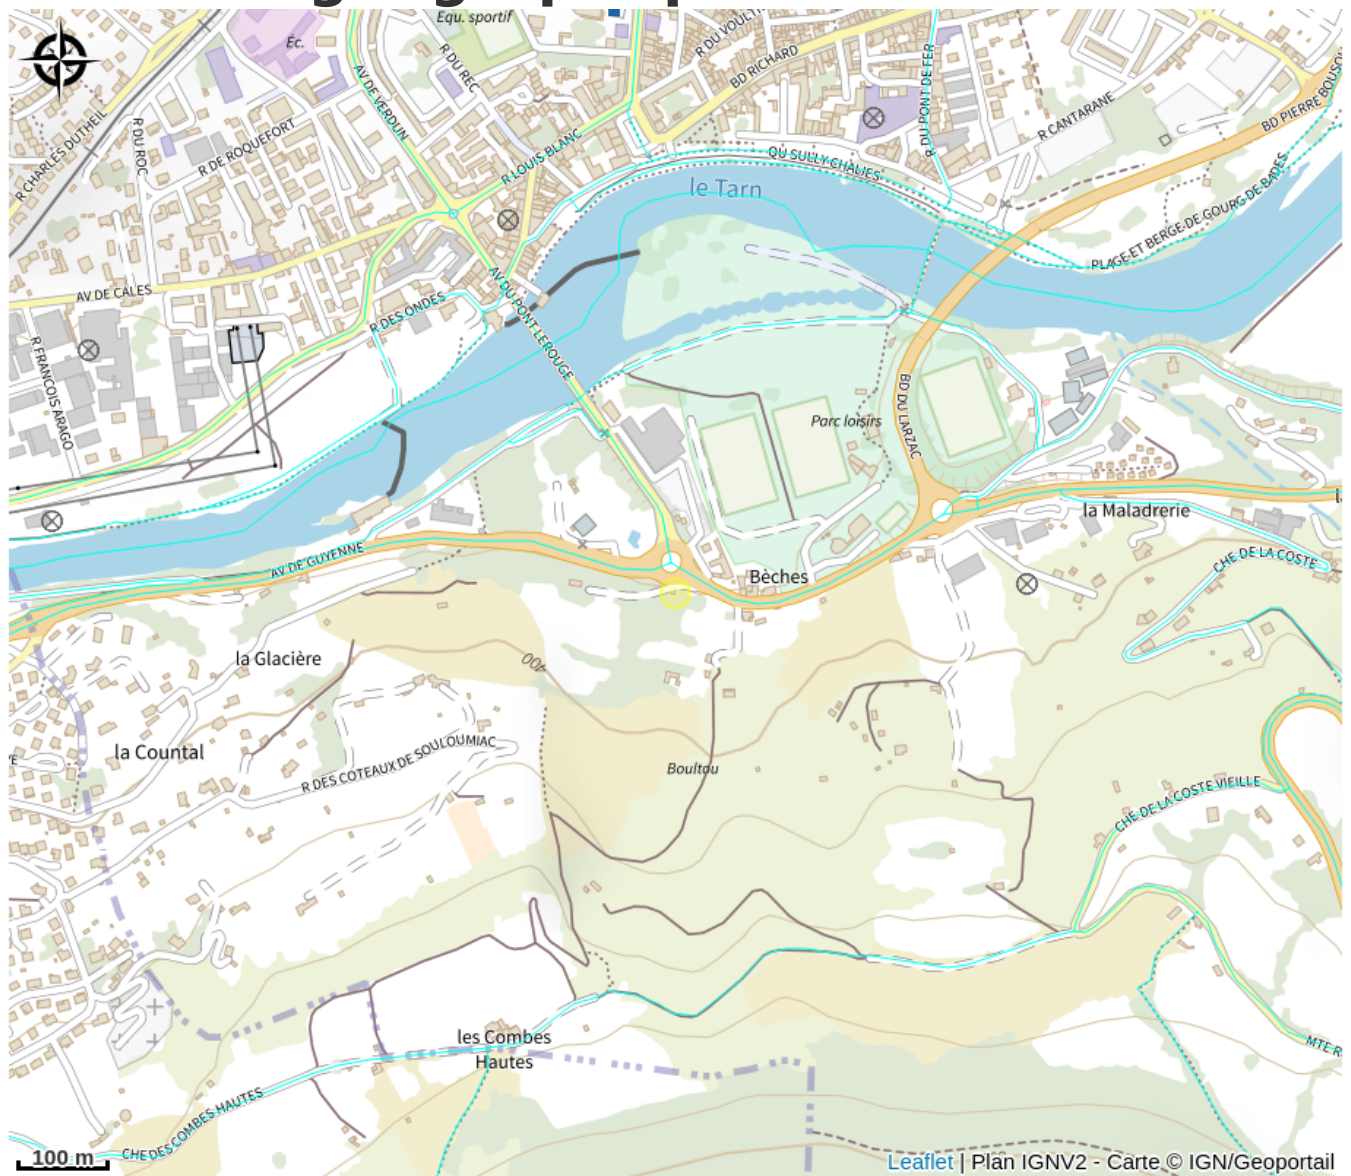 Equ. sportif
Ec.
R DU REC
R DU VOULTR
BD RICHARD
AV DE VERDUN
R DU PONT DE FER
R CHARLES DUTHEIL
R DU ROC
R DE ROQUEFORT
R LOUIS BLANC
R CANTARANE
BD PIERRE BOUSQU
QU SULLY-CHALIES
le Tarn
PLAGE ET BERGE DE GOURG DE BADES
AV DE CALES
R DES ONDES
AV DU PONT LEROUGE
R FRANCOIS ARAGO
BD DU LARZAC
Parc loisirs
la Maladrerie
AV DE GUYENNE
Bèches
CHE DE LA COSTE
la Glacière
400
la Countal
R DES COTEAUX DE SOULOUMIAC
Boultou
CHE DE LA COSTE VIEILLE
les Combes
Hautes
MTE R
CHE DES COMBES HAUTES
100 m
Leaflet | Plan IGNV2 - Carte © IGN/Geoportail